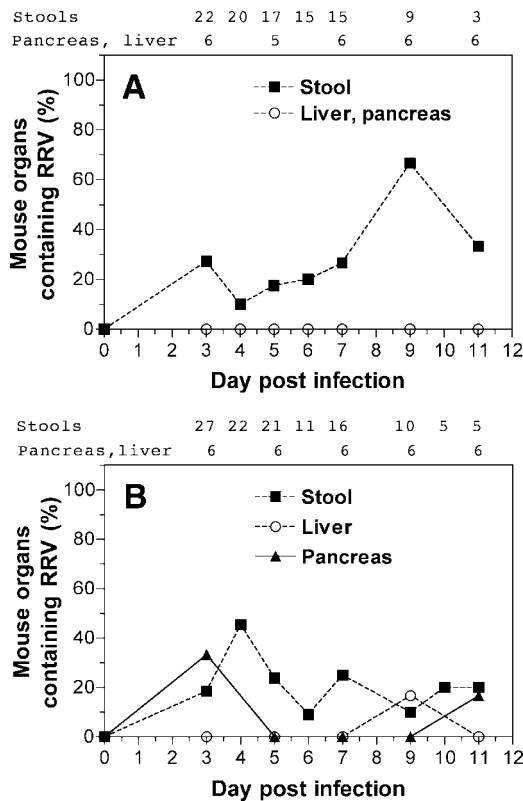 Stools 22 20 17 15 15 9 3
Pancreas, liver 6 5 6 6 6
A
Stool
Liver, pancreas
Mouse organs
containing RRV (%)
100
80
60
40
20
0
0 1 2 3 4 5 6 7 8 9 10 11 12
Day post infection
Stools 27 22 21 11 16 10 5 5
Pancreas,liver 6 6 6 6 6
B
Stool
Liver
Pancreas
Mouse organs
containing RRV (%)
100
80
60
40
20
0
0 1 2 3 4 5 6 7 8 9 10 11 12
Day post infection